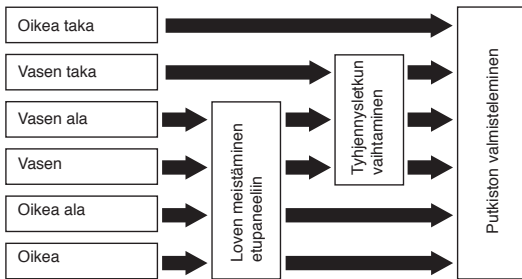 Oikea taka
Vasen taka
Vasen ala
Vasen
Oikea ala
Oikea
Loven meistäminen
etupaneeliin
Tyhjennysletkun
vaihtaminen
Putkiston valmisteleminen